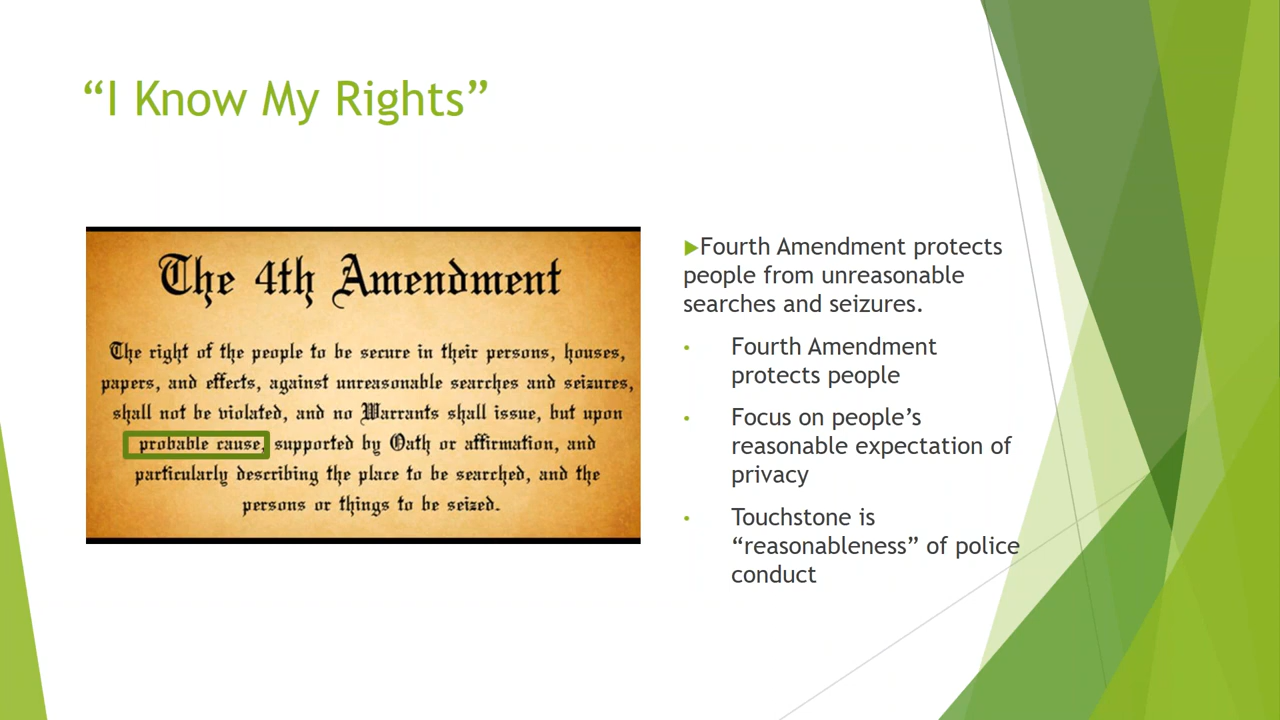 “I Know My Rights”
The 4th Amendment
The right of the people to be secure in their persons, houses,
papers, and effects, against unreasonable searches and seizures,
shall not be violated, and no Warrants shall issue, but upon
probable cause, supported by Oath or affirmation, and
particularly describing the place to be searched, and the
persons or things to be seized.
Fourth Amendment protects
people from unreasonable
searches and seizures.
• Fourth Amendment
protects people
• Focus on people’s
reasonable expectation of
privacy
• Touchstone is
“reasonableness” of police
conduct